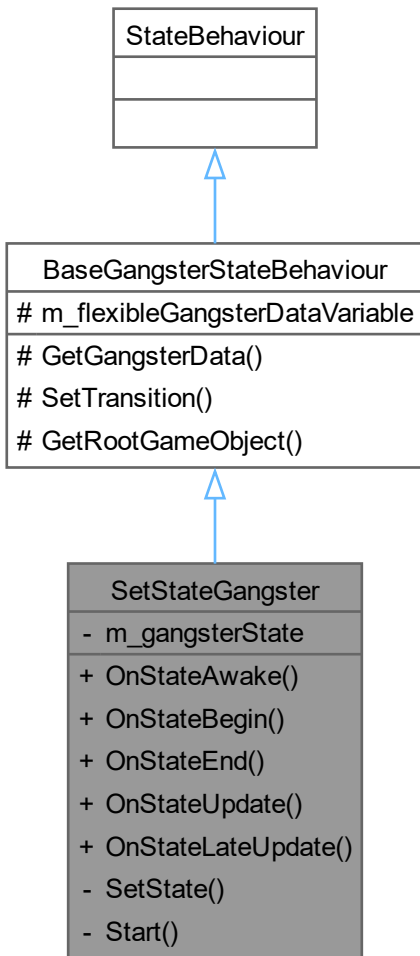 StateBehaviour
BaseGangsterStateBehaviour
# m_flexibleGangsterDataVariable
# GetGangsterData()
# SetTransition()
# GetRootGameObject()
SetStateGangster
- m_gangsterState
+ OnStateAwake()
+ OnStateBegin()
+ OnStateEnd()
+ OnStateUpdate()
+ OnStateLateUpdate()
- SetState()
- Start()